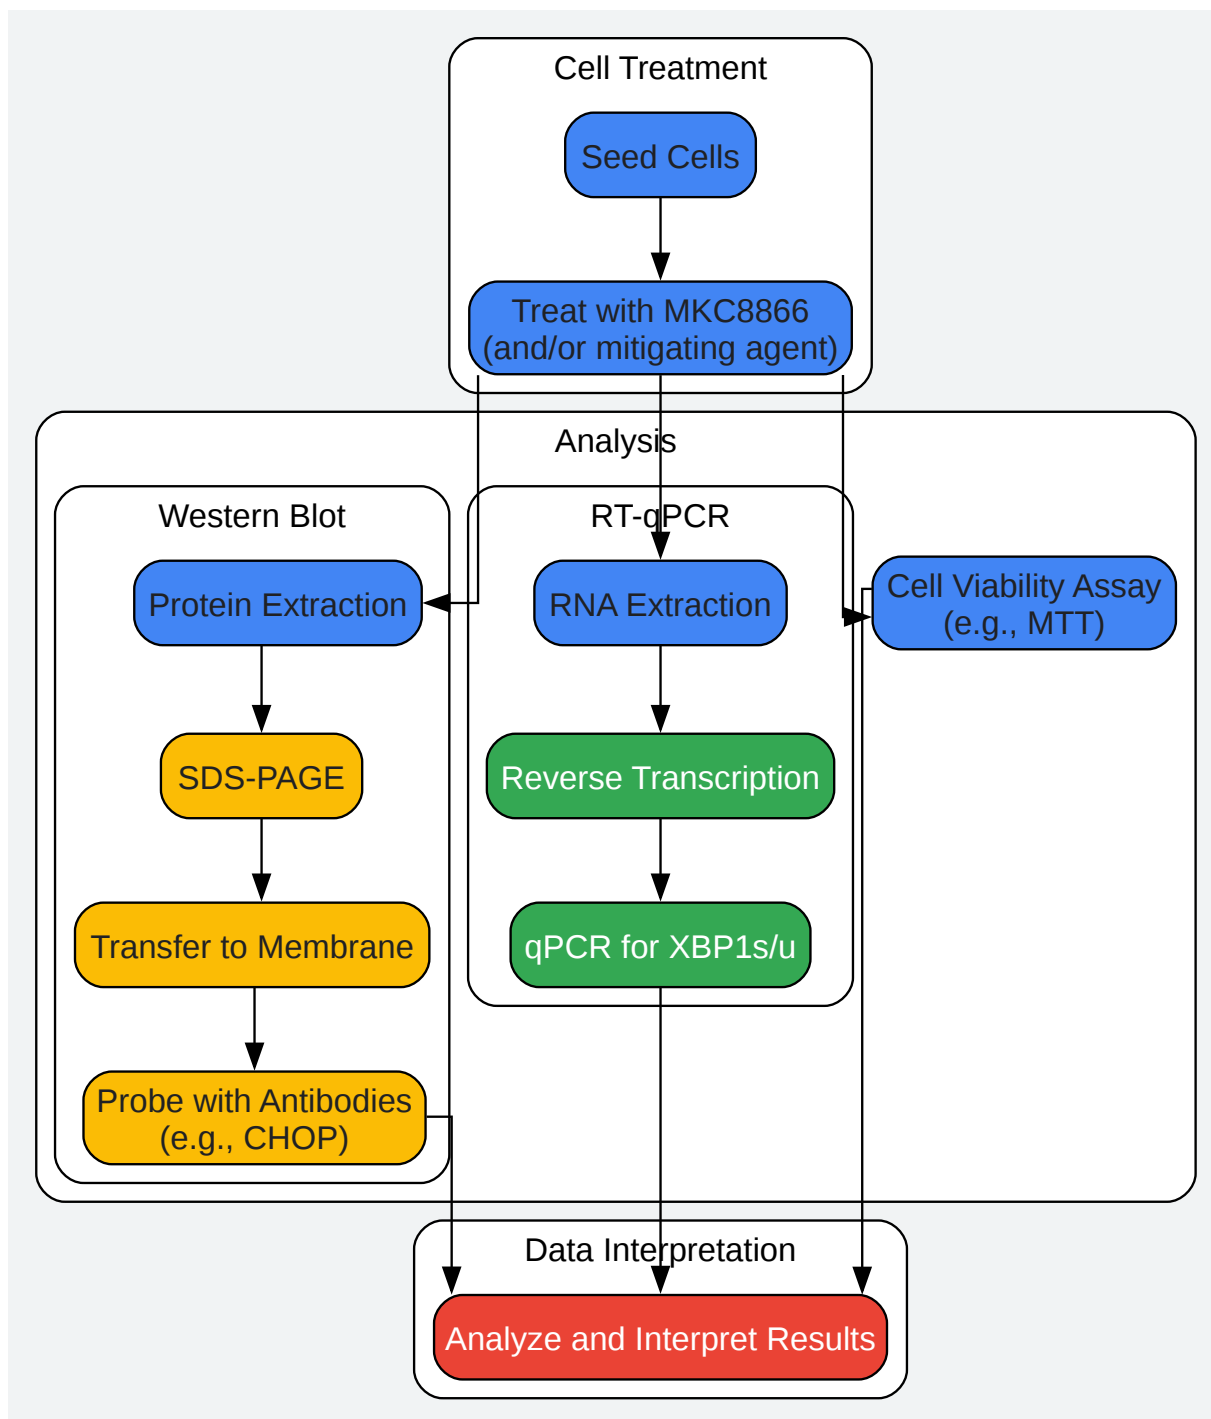 Cell Treatment
Seed Cells
Treat with MKC8866
(and/or mitigating agent)
Analysis
Western Blot
Protein Extraction
SDS-PAGE
Transfer to Membrane
Probe with Antibodies
(e.g., CHOP)
RT-qPCR
RNA Extraction
Reverse Transcription
qPCR for XBP1s/u
Cell Viability Assay
(e.g., MTT)
Data Interpretation
Analyze and Interpret Results